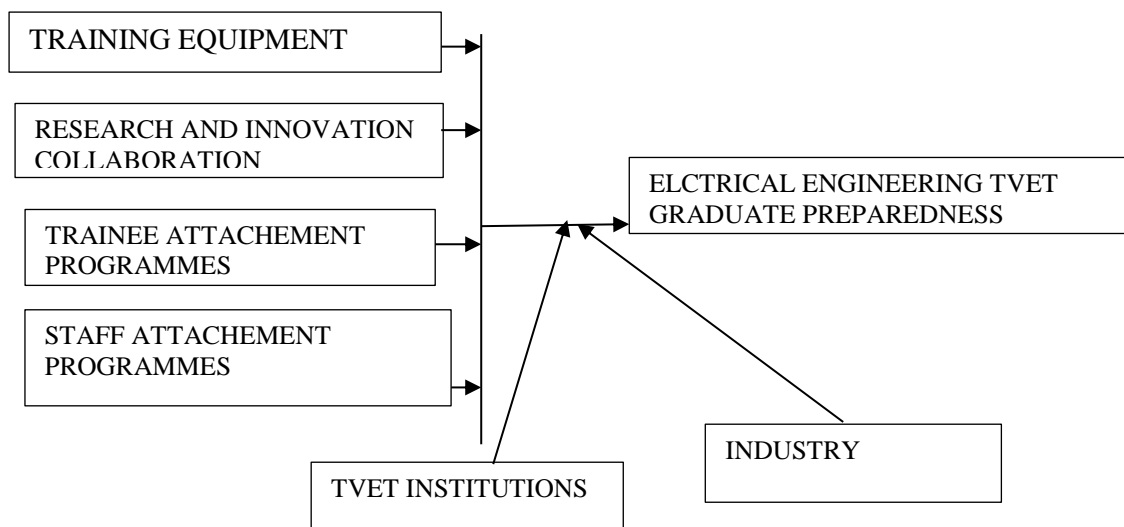 TRAINING EQUIPMENT
RESEARCH AND INNOVATION
COLLABORATION
TRAINEE ATTACHEMENT
PROGRAMMES
STAFF ATTACHEMENT
PROGRAMMES
ELCTRICAL ENGINEERING TVET
GRADUATE PREPAREDNESS
TVET INSTITUTIONS
INDUSTRY